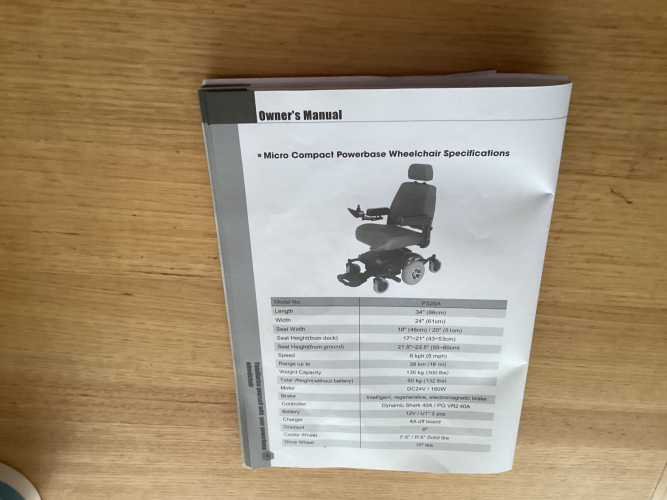 Owner's Manual
▪ Micro Compact Powerbase Wheelchair Specifications
Model No. P326A
Length 34" (86cm)
Width 24" (61cm)
Seat Width 18" (46cm) / 20" (51cm)
Seat Height(from deck) 17"~21" (43~53cm)
Seat Height(from ground) 21.5"~23.5" (55~60cm)
Speed 8 kph (5 mph)
Range up to 28 km (18 mi)
Weight Capacity 136 kg (300 lbs)
Total Weight(without battery) 60 kg (132 lbs)
Motor DC24V / 160W
Brake Intelligent, regenerative, electromagnetic brake
Controller Dynamic Shark 40A / PG VR2 40A
Battery 12V / U1* 2 pcs
Charger 4A off board
Gradient
Caster Wheel Solid tire
Drive Wheel 10" tire